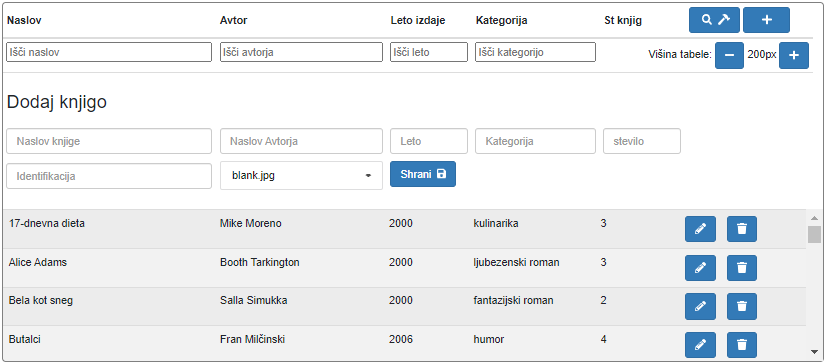 Naslov Avtor Leto izdaje Kategorija St knjig
Išči naslov Išči avtorja Išči leto Išči kategorijo Višina tabele: 200px
Dodaj knjigo
Naslov knjige Naslov Avtorja Leto Kategorija stevilo
Identifikacija blank.jpg Shrani
17-dnevna dieta Mike Moreno 2000 kulinarika 3
Alice Adams Booth Tarkington 2000 ljubezenski roman 3
Bela kot sneg Salla Simukka 2000 fantazijski roman 2
Butalci Fran Milčinski 2006 humor 4